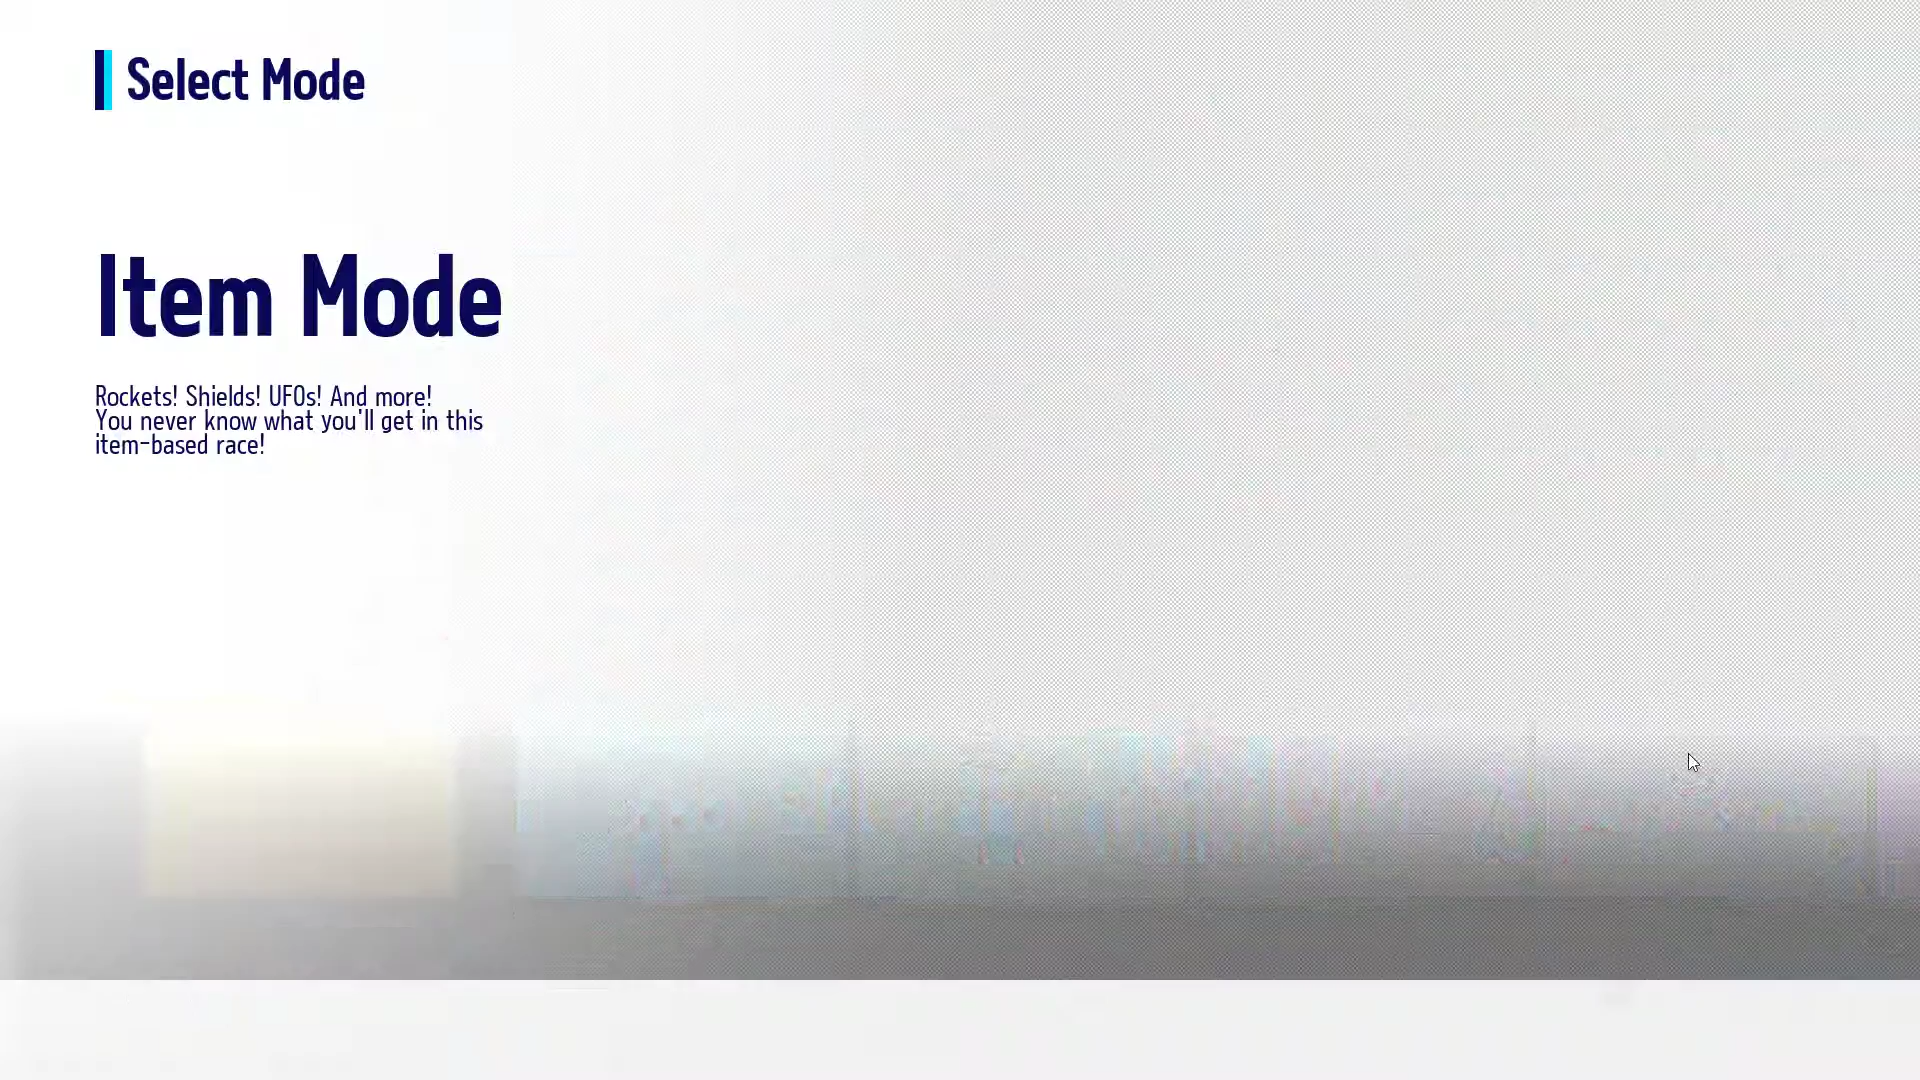 Select Mode
Item Mode
Rockets! Shields! UFOs! And more!
You never know what you'll get in this
item-based race!